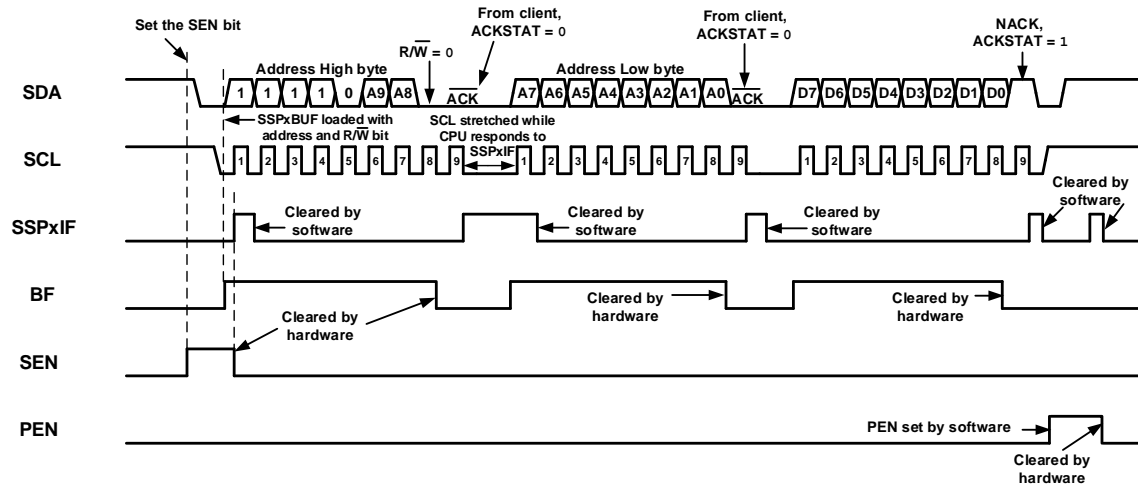 Set the SEN bit
From client,
ACKSTAT = 0
R/W = 0
From client,
ACKSTAT = 0
NACK,
ACKSTAT = 1
Address High byte
Address Low byte
SDA
1 1 1 1 0 A9 A8 ACK A7 A6 A5 A4 A3 A2 A1 A0 ACK D7 D6 D5 D4 D3 D2 D1 D0
SSPxBUF loaded with
address and R/W bit
SCL stretched while
CPU responds to
SSPxIF
SCL
1 2 3 4 5 6 7 8 9 1 2 3 4 5 6 7 8 9 1 2 3 4 5 6 7 8 9
SSPxIF
Cleared by
software
Cleared by
software
Cleared by
software
Cleared by
software
BF
Cleared by
hardware
Cleared by
hardware
Cleared by
hardware
SEN
PEN
PEN set by software
Cleared by
hardware